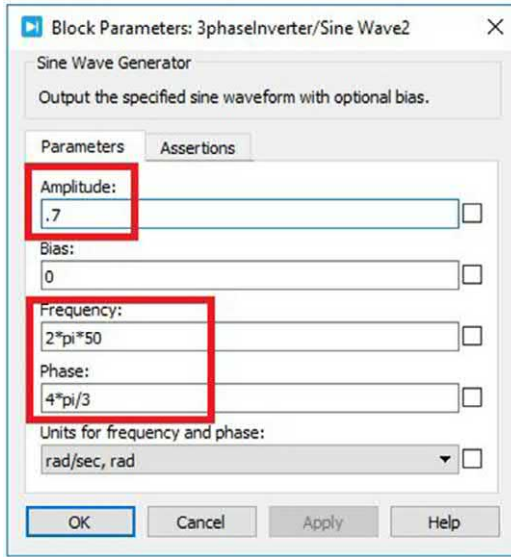 Block Parameters: 3phaseInverter/Sine Wave2
Sine Wave Generator
Output the specified sine waveform with optional bias.
Parameters Assertions
Amplitude:
.7
Bias:
0
Frequency:
2*pi*50
Phase:
4*pi/3
Units for frequency and phase:
rad/sec, rad
OK Cancel Apply Help